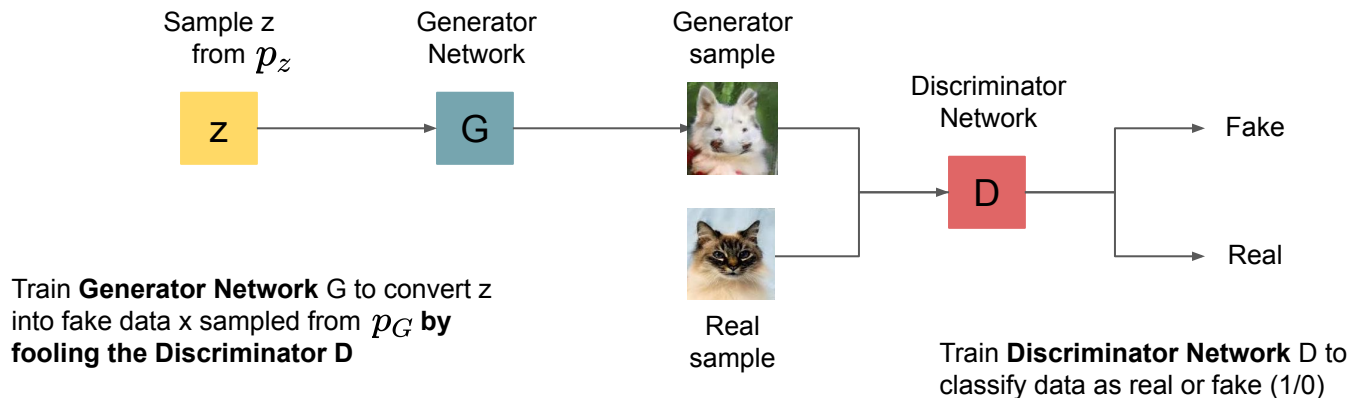 Sample z
from p_z
Generator
Network
Generator
sample
Discriminator
Network
z
G
D
Fake
Real
Real
sample
Train Generator Network G to convert z
into fake data x sampled from p_G by
fooling the Discriminator D
Train Discriminator Network D to
classify data as real or fake (1/0)